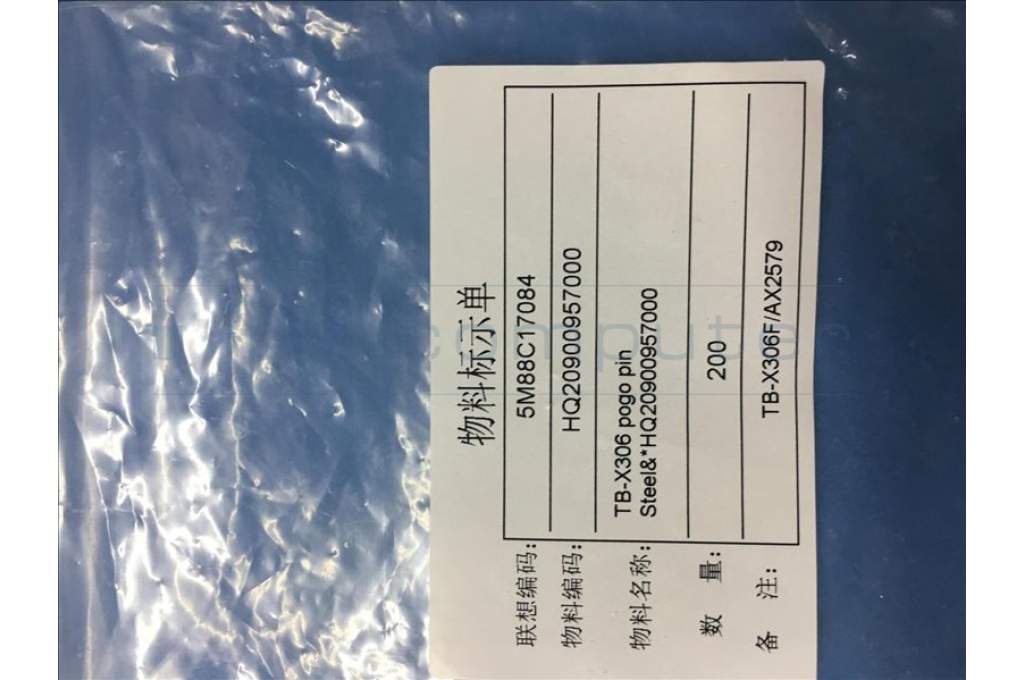 物料标示单
联想编码: 5M88C17084
物料编码: HQ20900957000
物料名称: TB-X306 pogo pin
Steel&*HQ20900957000
数 量: 200
备 注: TB-X306F/AX2579
computer